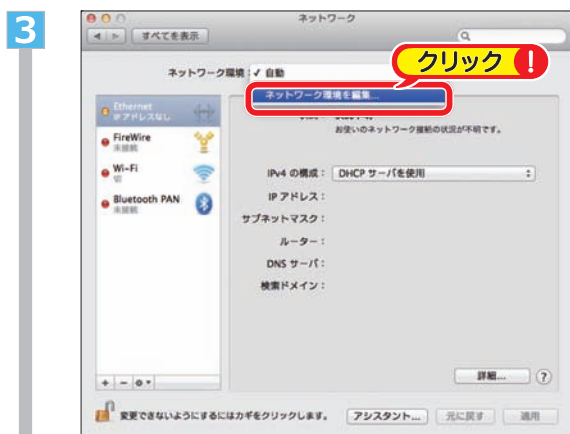 3
ネットワーク
すべてを表示
ネットワーク環境：✓ 自動
クリック！
ネットワーク環境を編集...
Ethernet
IP アドレスなし
お使いのネットワーク接続の状況が不明です。
FireWire
未接続
Wi-Fi
切
IPv4 の構成： DHCP サーバを使用
Bluetooth PAN
未接続
IP アドレス：
サブネットマスク：
ルーター：
DNS サーバ：
検索ドメイン：
詳細... ?
変更できないようにするにはカギをクリックします。 アシスタント... 元に戻す 適用